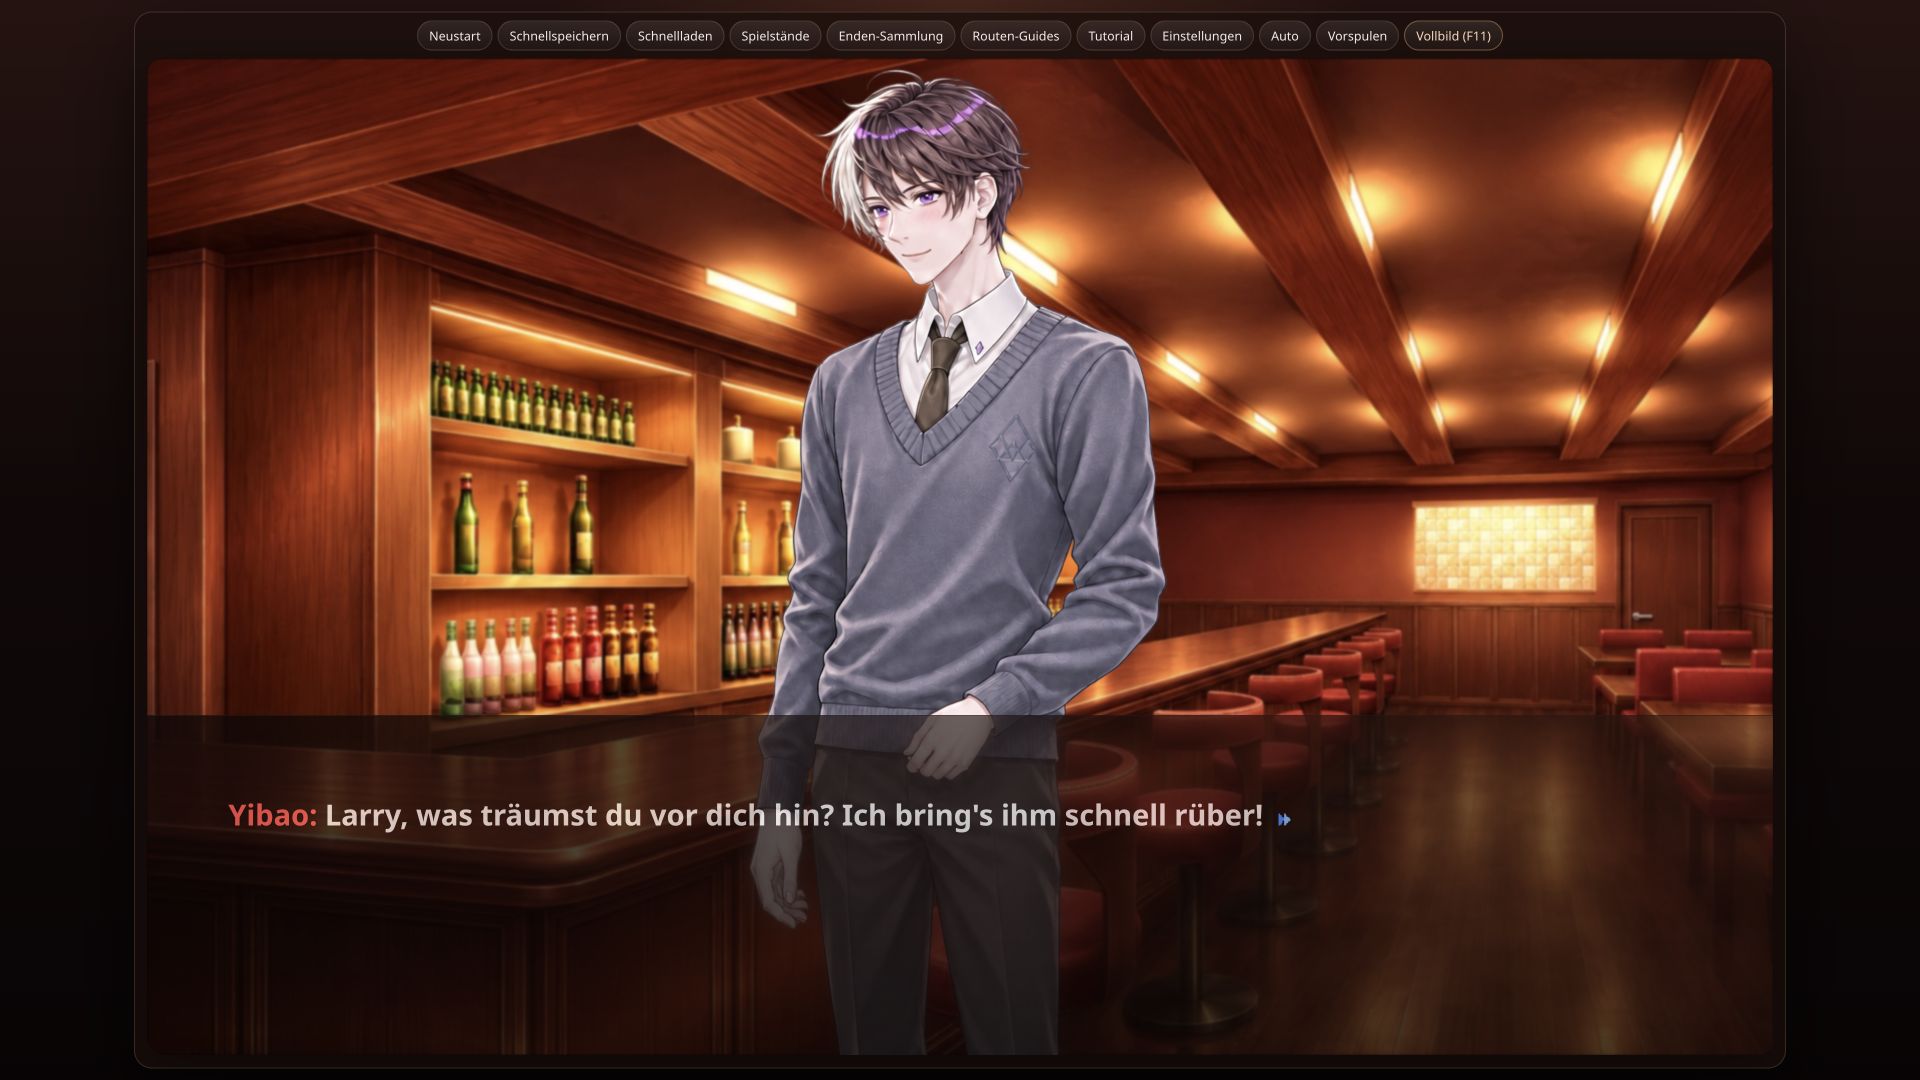 Neustart Schnellspeichern Schnellladen Spielstände Enden-Sammlung Routen-Guides Tutorial Einstellungen Auto Vorspulen Vollbild (F11)
Yibao: Larry, was träumst du vor dich hin? Ich bring's ihm schnell rüber!